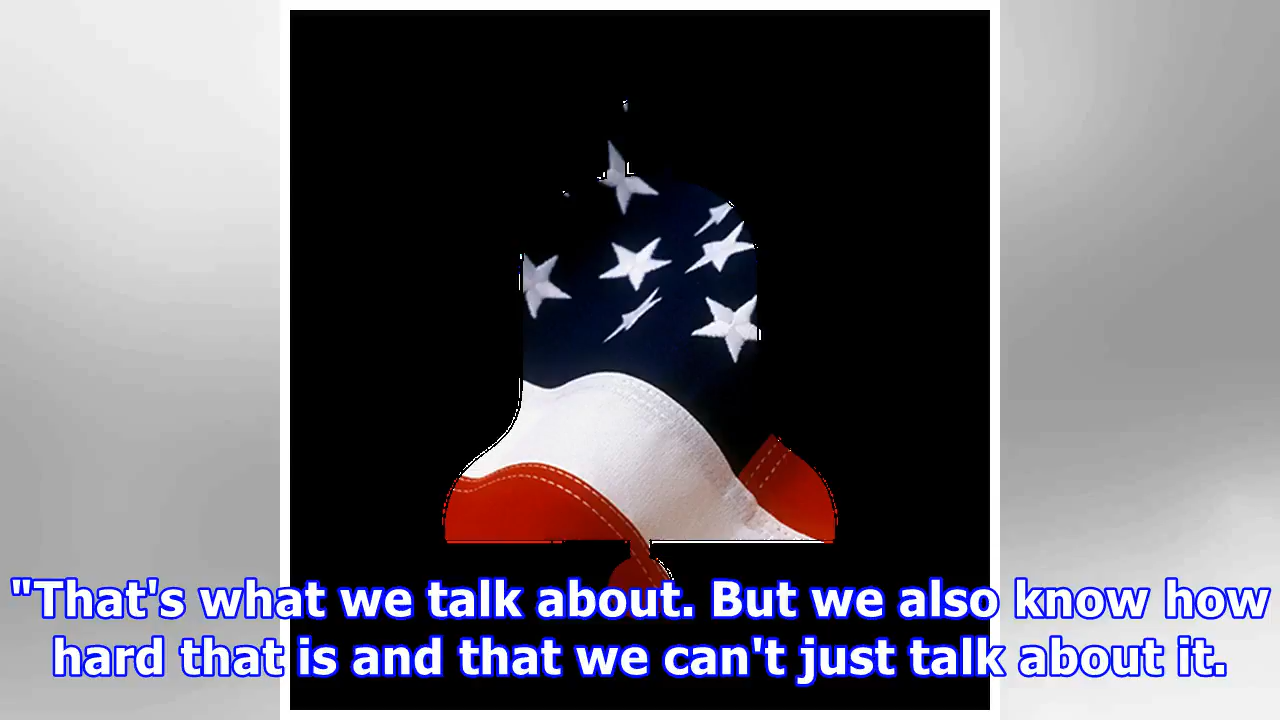 "That's what we talk about. But we also know how
hard that is and that we can't just talk about it.